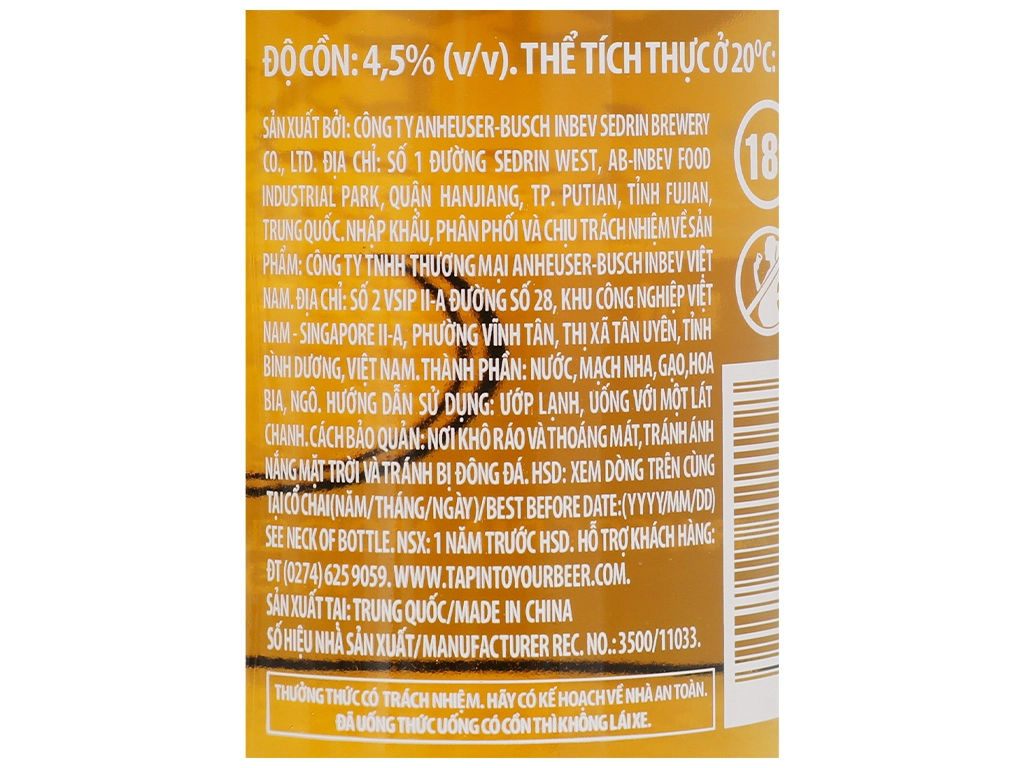 ĐỘ CỒN: 4,5% (v/v). THỂ TÍCH THỰC Ở 20⁰C:
SẢN XUẤT BỞI: CÔNG TY ANHEUSER-BUSCH INBEV SEDRIN BREWERY
CO., LTD. ĐỊA CHỈ: SỐ 1 ĐƯỜNG SEDRIN WEST, AB-INBEV FOOD
INDUSTRIAL PARK, QUẬN HANJIANG, TP. PUTIAN, TỈNH FUJIAN,
TRUNG QUỐC. NHẬP KHẨU, PHÂN PHỐI VÀ CHỊU TRÁCH NHIỆM VỀ SẢN
PHẨM: CÔNG TY TNHH THƯƠNG MẠI ANHEUSER-BUSCH INBEV VIỆT
NAM. ĐỊA CHỈ: SỐ 2 VSIP II-A ĐƯỜNG SỐ 28, KHU CÔNG NGHIỆP VIỆT
NAM - SINGAPORE II-A, PHƯỜNG VĨNH TÂN, THỊ XÃ TÂN UYÊN, TỈNH
BÌNH DƯƠNG, VIỆT NAM. THÀNH PHẦN: NƯỚC, MẠCH NHA, GẠO, HOA
BIA, NGÔ. HƯỚNG DẪN SỬ DỤNG: ƯỚP LẠNH, UỐNG VỚI MỘT LÁT
CHANH. CÁCH BẢO QUẢN: NƠI KHÔ RÁO VÀ THOÁNG MÁT, TRÁNH ÁNH
NẮNG MẶT TRỜI VÀ TRÁNH BỊ ĐÔNG ĐÁ. HSD: XEM DÒNG TRÊN CÙNG
TẠI CỔ CHAI(NĂM/THÁNG/NGÀY)/BEST BEFORE DATE:(YYYY/MM/DD)
SEE NECK OF BOTTLE. NSX: 1 NĂM TRƯỚC HSD. HỖ TRỢ KHÁCH HÀNG:
ĐT (0274) 625 9059. WWW.TAPINTOYOURBEER.COM.
SẢN XUẤT TẠI: TRUNG QUỐC/MADE IN CHINA
SỐ HIỆU NHÀ SẢN XUẤT/MANUFACTURER REC. NO.: 3500/11033.
THƯỞNG THỨC CÓ TRÁCH NHIỆM. HÃY CÓ KẾ HOẠCH VỀ NHÀ AN TOÀN.
ĐÃ UỐNG THỨC UỐNG CÓ CỒN THÌ KHÔNG LÁI XE.
18